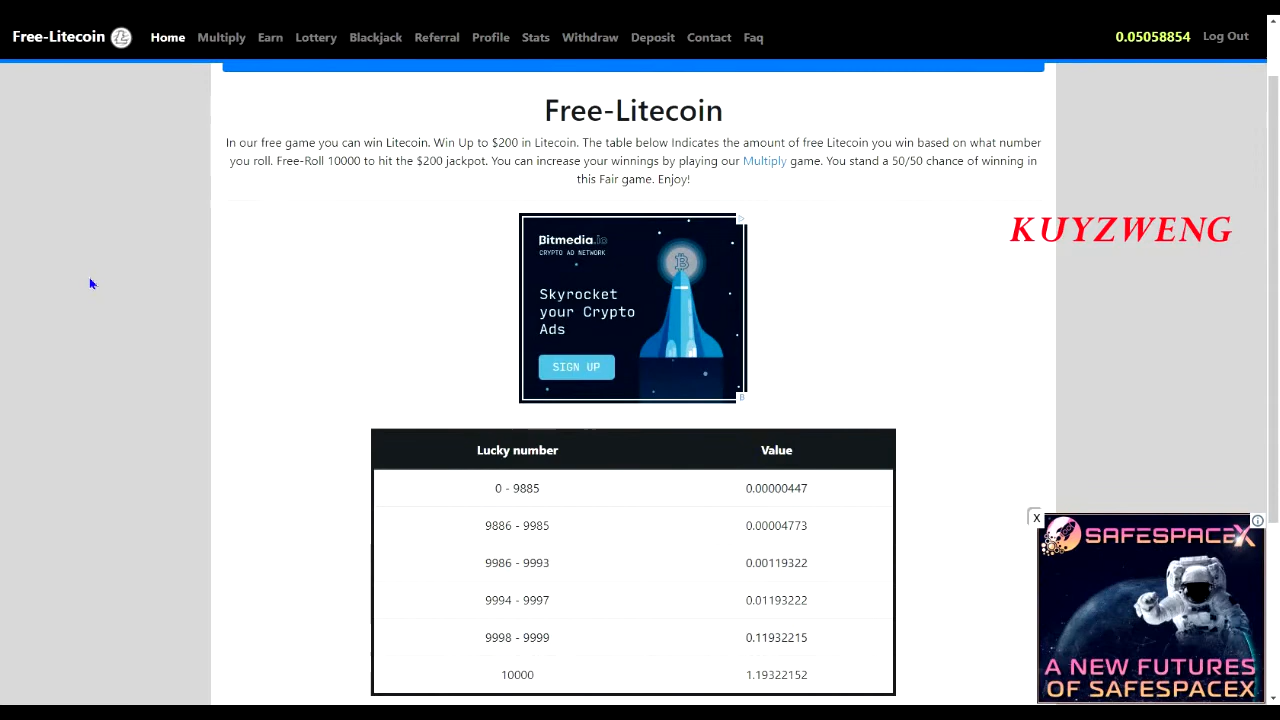 Free-Litecoin Home Multiply Earn Lottery Blackjack Referral Profile Stats Withdraw Deposit Contact Faq 0.05058854 Log Out
Free-Litecoin
In our free game you can win Litecoin. Win Up to $200 in Litecoin. The table below Indicates the amount of free Litecoin you win based on what number
you roll. Free-Roll 10000 to hit the $200 jackpot. You can increase your winnings by playing our Multiply game. You stand a 50/50 chance of winning in
this Fair game. Enjoy!
KUYZWENG
Bitmedia.io
CRYPTO AD NETWORK
Skyrocket
your Crypto
Ads
SIGN UP
Lucky number Value
0 - 9885 0.00000447
9886 - 9985 0.00004773
9986 - 9993 0.00119322
9994 - 9997 0.01193222
9998 - 9999 0.11932215
10000 1.19322152
X
SAFESPACEX
A NEW FUTURES
OF SAFESPACEX